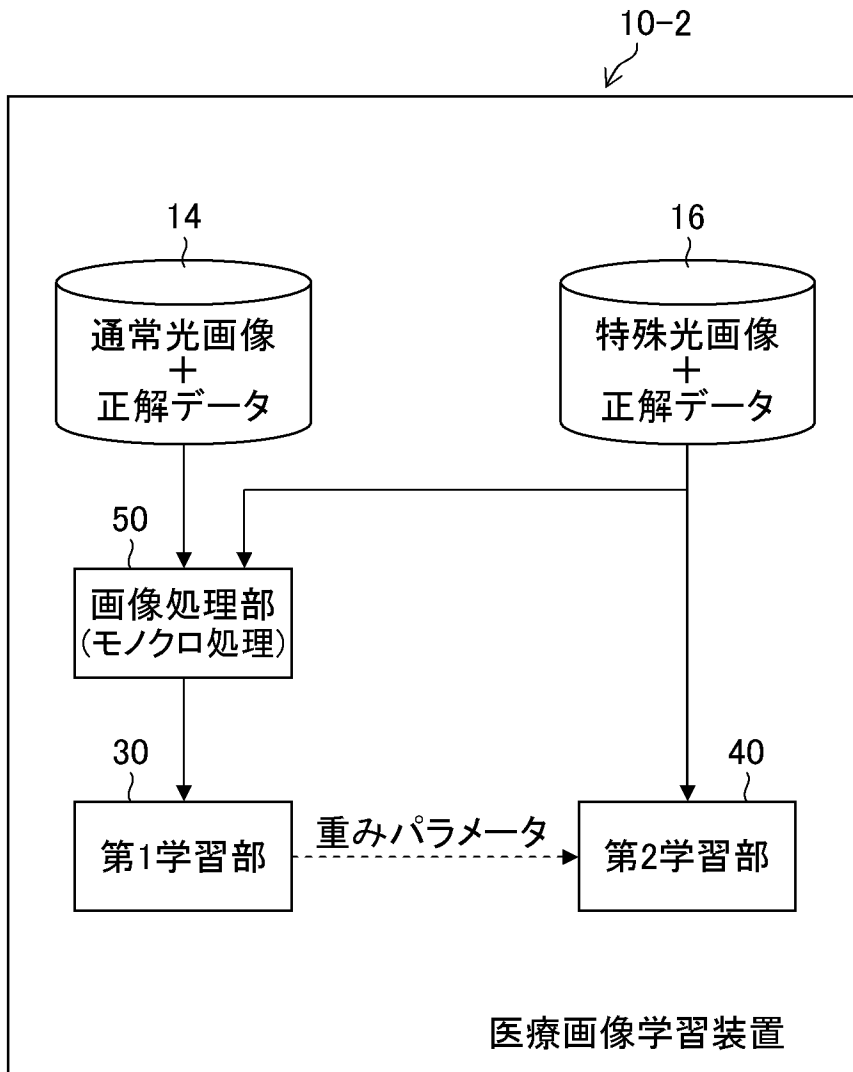 10-2
14
16
通常光画像
+
正解データ
特殊光画像
+
正解データ
50
画像処理部
(モノクロ処理)
30
40
第1学習部
重みパラメータ
第2学習部
医療画像学習装置